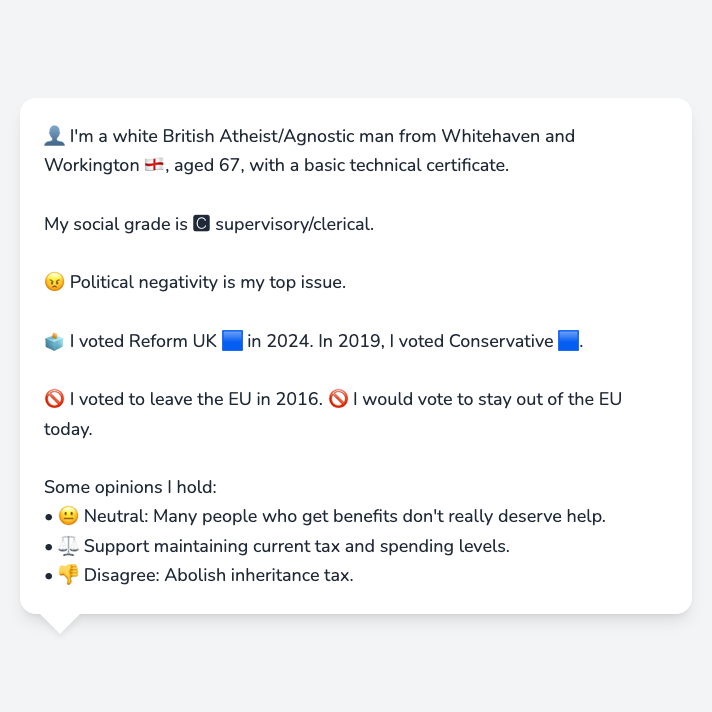 👤 I'm a white British Atheist/Agnostic man from Whitehaven and
Workington 🏴󠁧󠁢󠁥󠁮󠁧󠁿, aged 67, with a basic technical certificate.
My social grade is 🅲 supervisory/clerical.
😠 Political negativity is my top issue.
🗳️ I voted Reform UK 🟦 in 2024. In 2019, I voted Conservative 🟦.
🚫 I voted to leave the EU in 2016. 🚫 I would vote to stay out of the EU
today.
Some opinions I hold:
• 😐 Neutral: Many people who get benefits don't really deserve help.
• ⚖️ Support maintaining current tax and spending levels.
• 👎 Disagree: Abolish inheritance tax.